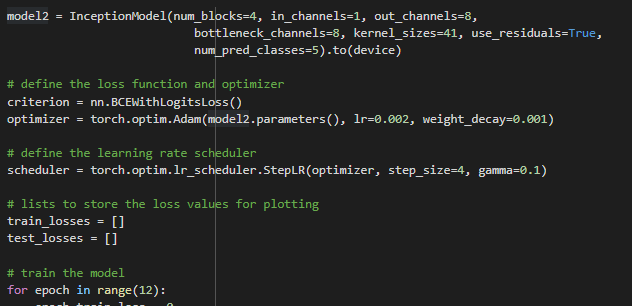 model2 = InceptionModel(num_blocks=4, in_channels=1, out_channels=8,
bottleneck_channels=8, kernel_sizes=41, use_residuals=True,
num_pred_classes=5).to(device)
# define the loss function and optimizer
criterion = nn.BCEWithLogitsLoss()
optimizer = torch.optim.Adam(model2.parameters(), lr=0.002, weight_decay=0.001)
# define the learning rate scheduler
scheduler = torch.optim.lr_scheduler.StepLR(optimizer, step_size=4, gamma=0.1)
# lists to store the loss values for plotting
train_losses = []
test_losses = []
# train the model
for epoch in range(12):